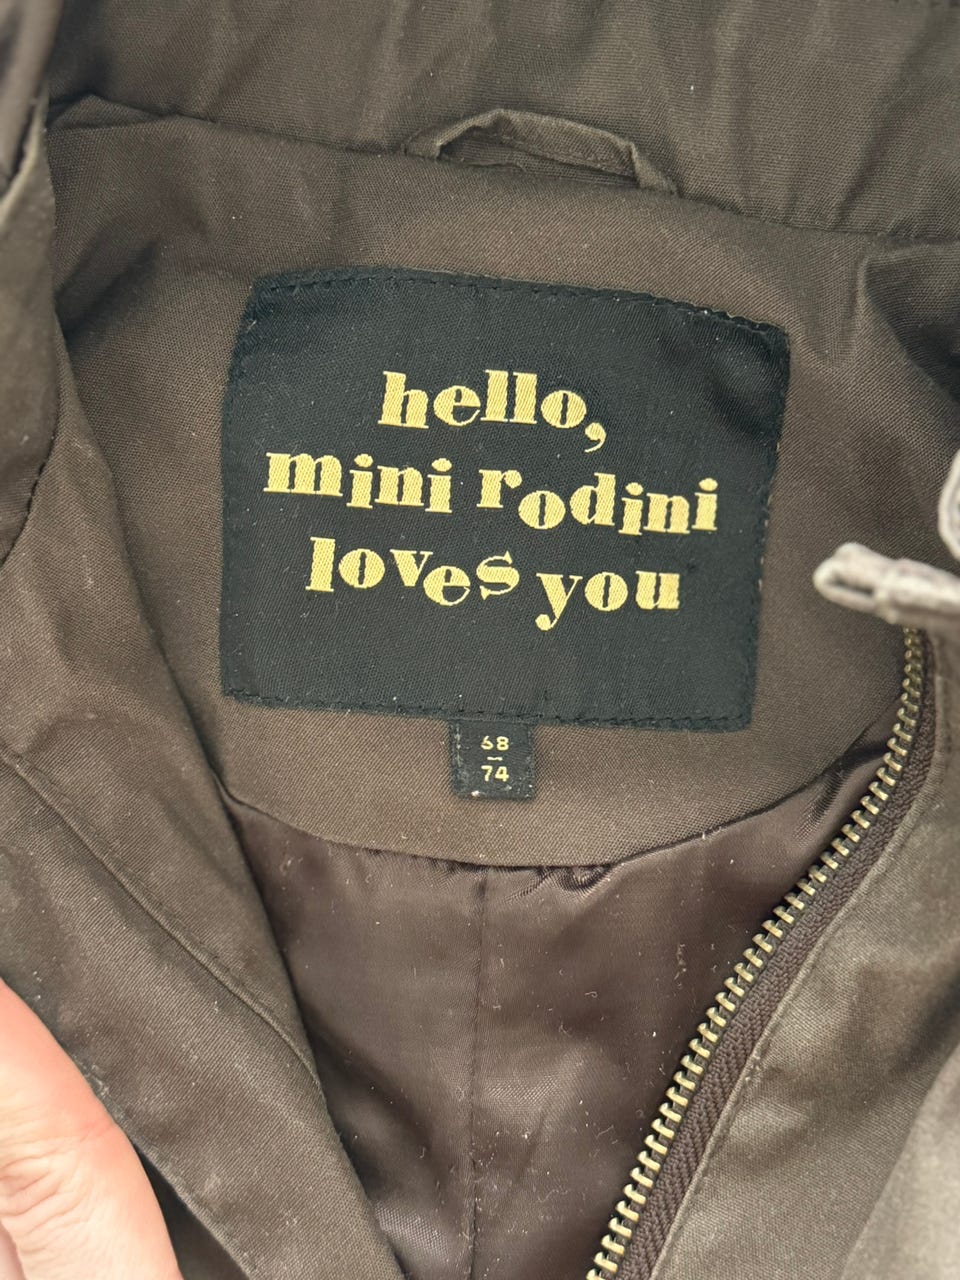 hello,
mini rodini
loves you
68
–
74